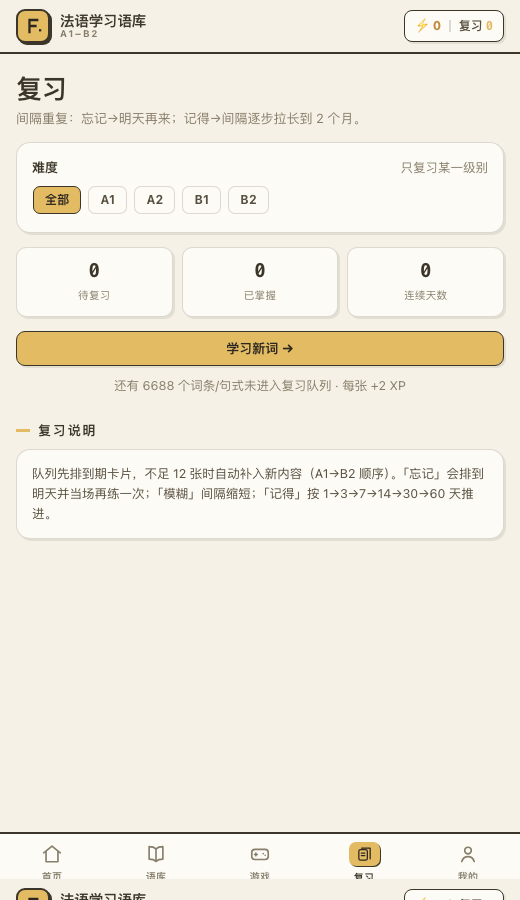 F.
法语学习语库
A1–B2
⚡ 0 | 复习 0
复习
间隔重复：忘记→明天再来；记得→间隔逐步拉长到 2 个月。
难度
只复习某一级别
全部 A1 A2 B1 B2
0 0 0
待复习 已掌握 连续天数
学习新词 →
还有 6688 个词条/句式未进入复习队列 · 每张 +2 XP
复习说明
队列先排到期卡片，不足 12 张时自动补入新内容（A1→B2 顺序）。「忘记」会排到
明天并当场再练一次；「模糊」间隔缩短；「记得」按 1→3→7→14→30→60 天推
进。
首页 语库 游戏 复习 我的
法语学习语库